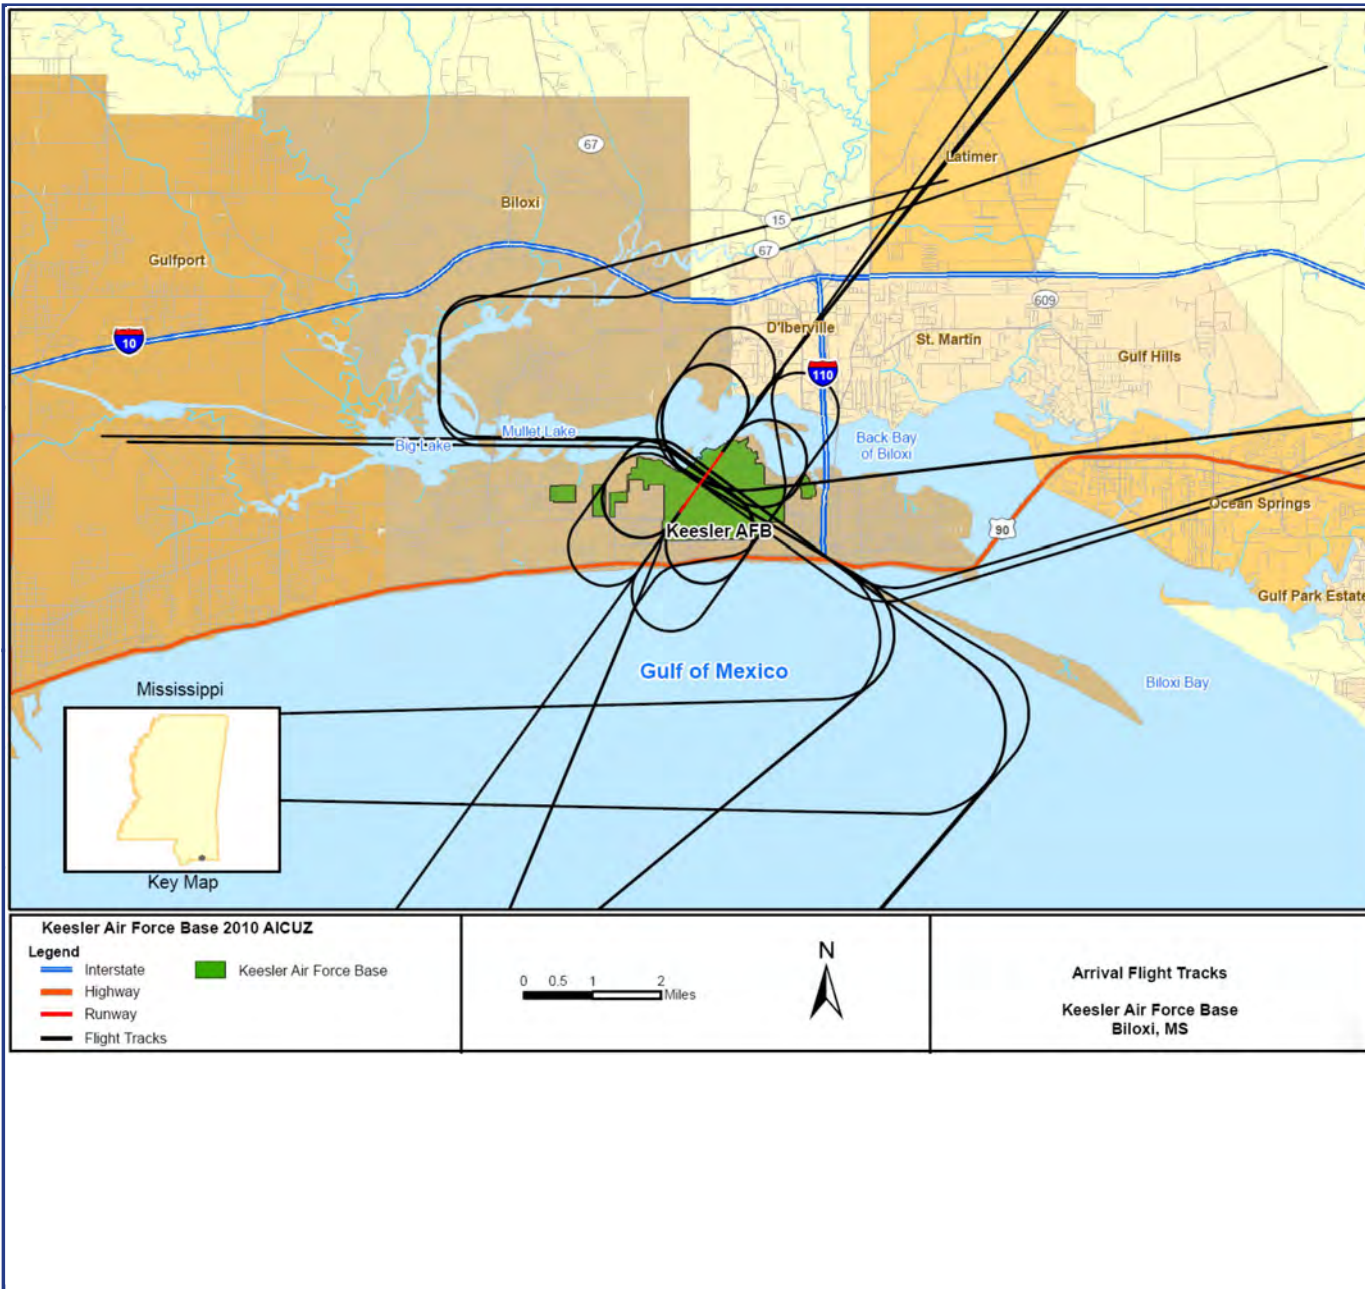 67
Latimer
Biloxi
15
67
Gulfport
609
10
D'Iberville
St. Martin
Gulf Hills
110
Mullet Lake
Big Lake
Back Bay
of Biloxi
Ocean Springs
Keesler AFB
90
Gulf Park Estate
Gulf of Mexico
Biloxi Bay
Mississippi
Key Map
Keesler Air Force Base 2010 AICUZ
Legend
Interstate
Keesler Air Force Base
Highway
Runway
Flight Tracks
0 0.5 1 2
Miles
N
Arrival Flight Tracks
Keesler Air Force Base
Biloxi, MS